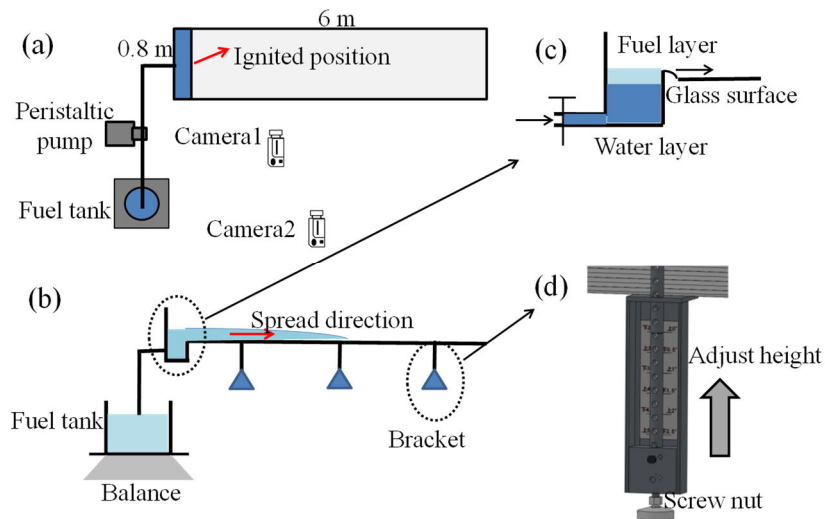 (a)
6 m
0.8 m
Ignited position
Peristaltic
pump
Camera1
Fuel tank
Camera2
(c)
Fuel layer
Glass surface
Water layer
(b)
Spread direction
Fuel tank
Bracket
Balance
(d)
Adjust height
Screw nut